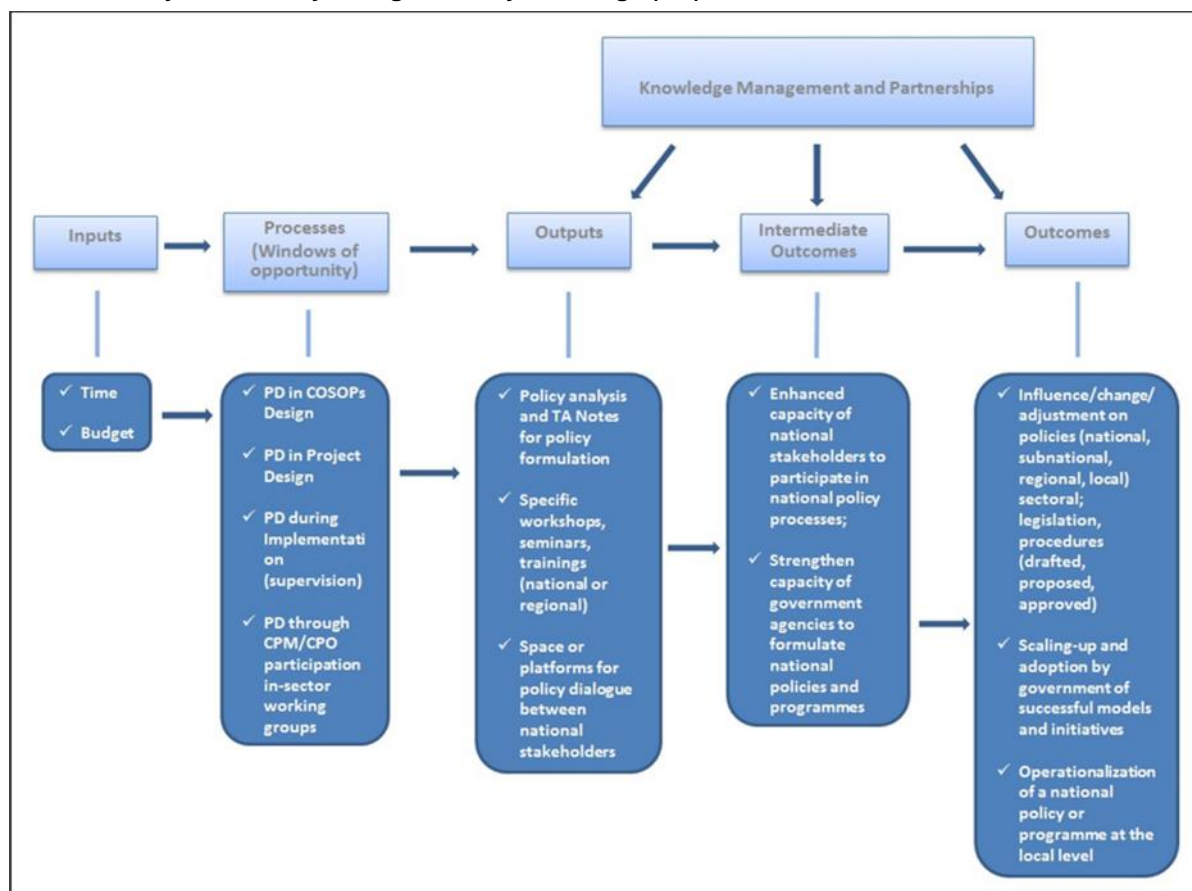 Knowledge Management and Partnerships
Inputs
Processes
(Windows of
opportunity)
Outputs
Intermediate
Outcomes
Outcomes
✓ Time
✓ Budget
✓ PD in COSOPs
Design
✓ PD in Project
Design
✓ PD during
Implementati
on
(supervision)
✓ PD through
CPM/CPO
participation
in-sector
working
groups
✓ Policy analysis
and TA Notes
for policy
formulation
✓ Specific
workshops,
seminars,
trainings
(national or
regional)
✓ Space or
platforms for
policy dialogue
between
national
stakeholders
✓ Enhanced
capacity of
national
stakeholders to
participate in
national policy
processes;
✓ Strengthen
capacity of
government
agencies to
formulate
national
policies and
programmes
✓ Influence/change/
adjustment on
policies (national,
subnational,
regional, local)
sectoral;
legislation,
procedures
(drafted,
proposed,
approved)
✓ Scaling-up and
adoption by
government of
successful models
and initiatives
✓ Operationalization
of a national
policy or
programme at the
local level